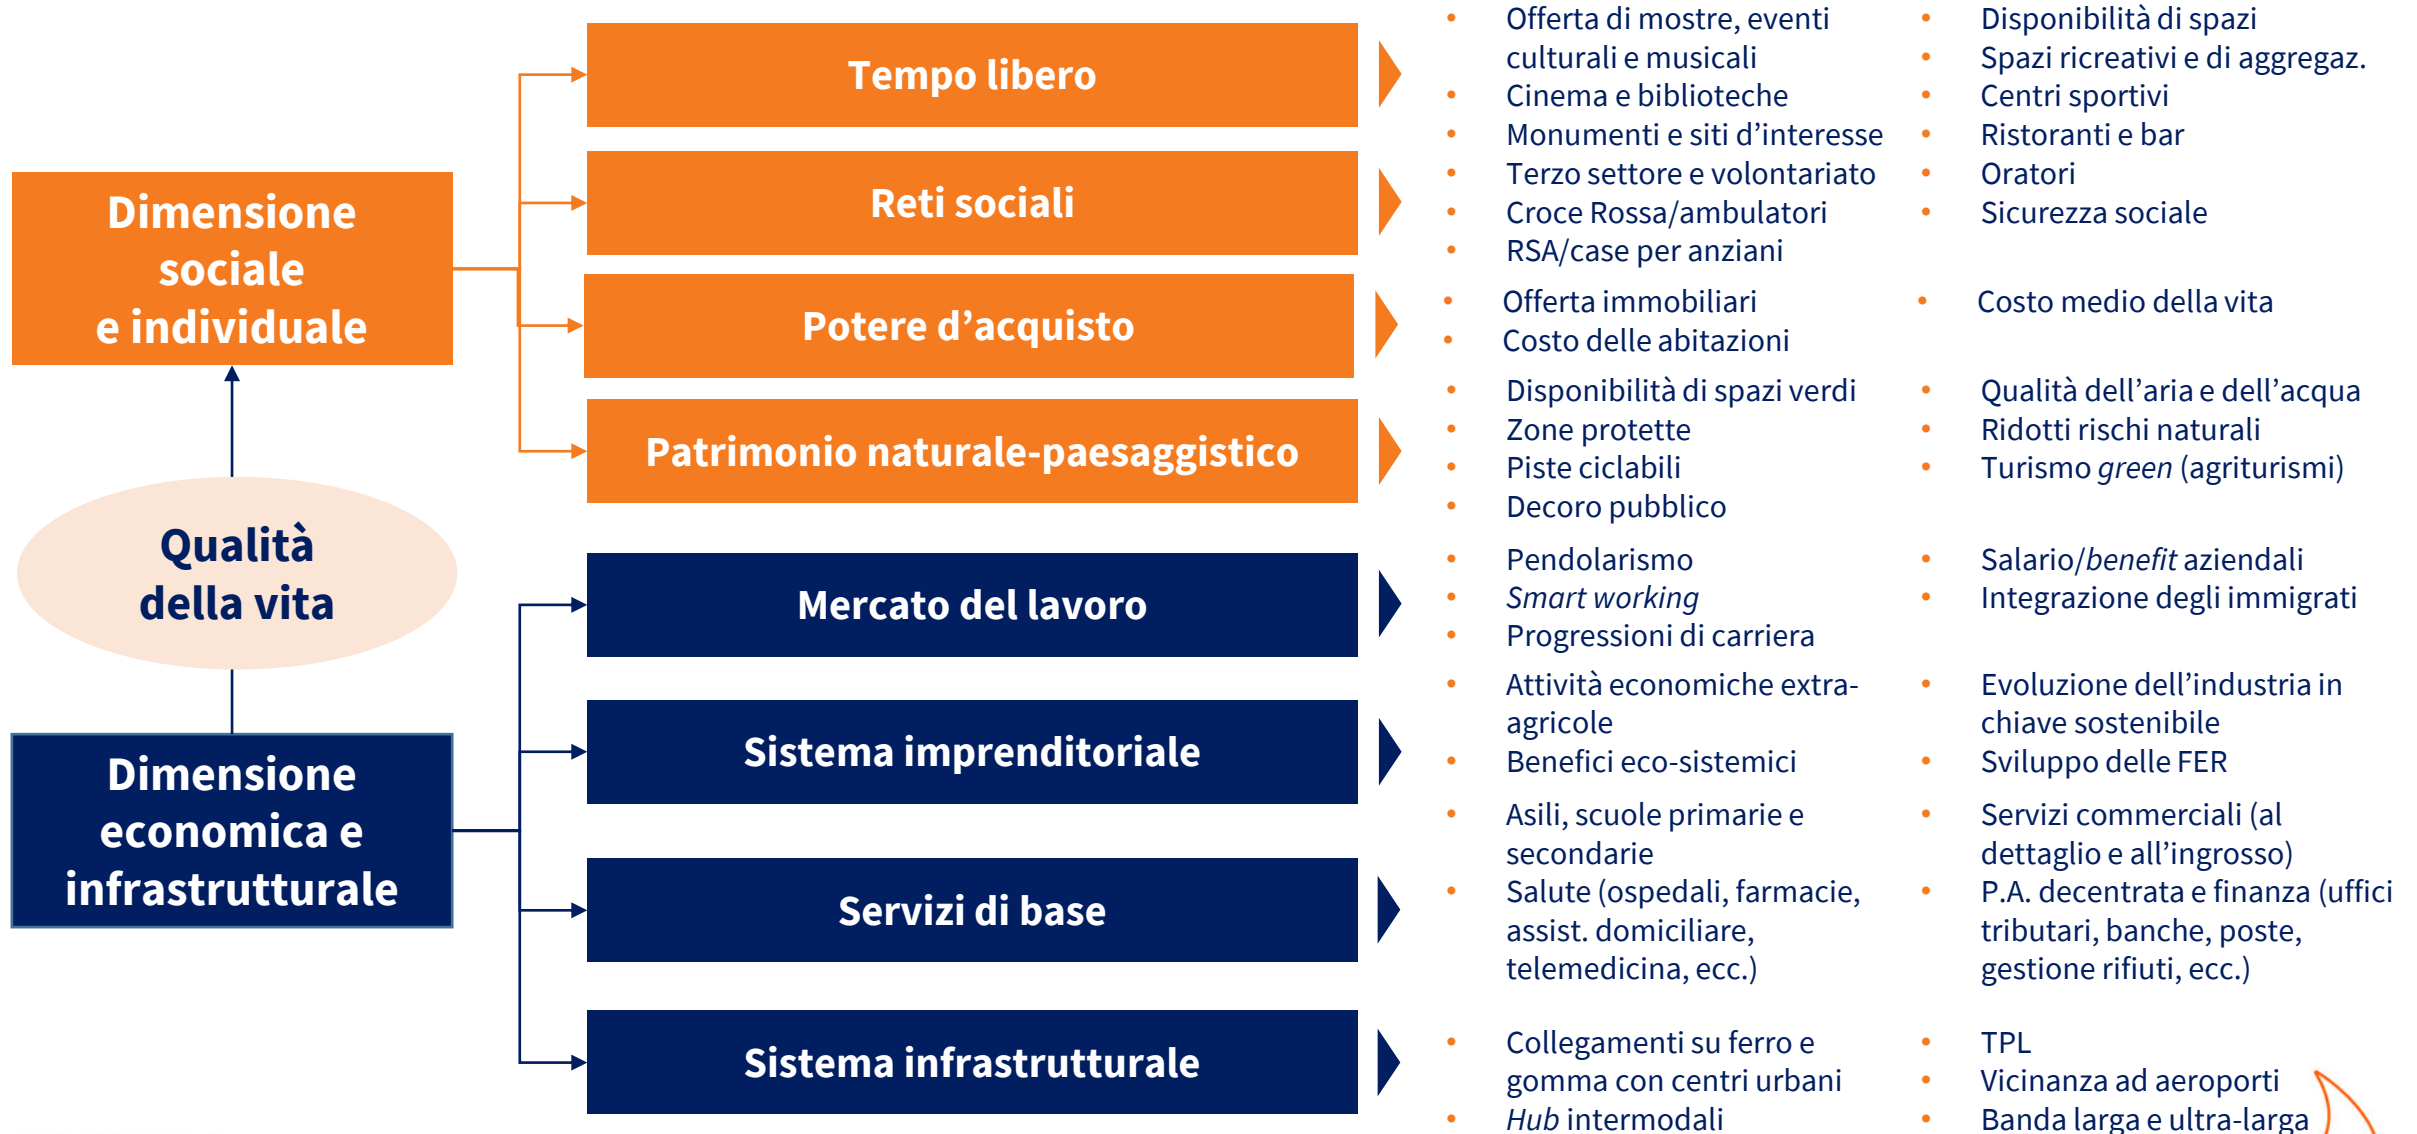 Dimensione
sociale
e individuale
Qualità
della vita
Dimensione
economica e
infrastrutturale
Tempo libero
Offerta di mostre, eventi
culturali e musicali
Cinema e biblioteche
Monumenti e siti d'interesse
Disponibilità di spazi
Spazi ricreativi e di aggregaz.
Centri sportivi
Ristoranti e bar
Reti sociali
Terzo settore e volontariato
Croce Rossa/ambulatori
RSA/case per anziani
Oratori
Sicurezza sociale
Potere d'acquisto
Offerta immobiliari
Costo delle abitazioni
Costo medio della vita
Patrimonio naturale-paesaggistico
Disponibilità di spazi verdi
Zone protette
Piste ciclabili
Decoro pubblico
Qualità dell'aria e dell'acqua
Ridotti rischi naturali
Turismo green (agriturismi)
Mercato del lavoro
Pendolarismo
Smart working
Progressioni di carriera
Salario/benefit aziendali
Integrazione degli immigrati
Sistema imprenditoriale
Attività economiche extra-
agricole
Benefici eco-sistemici
Evoluzione dell'industria in
chiave sostenibile
Sviluppo delle FER
Servizi di base
Asili, scuole primarie e
secondarie
Salute (ospedali, farmacie,
assist. domiciliare,
telemedicina, ecc.)
Servizi commerciali (al
dettaglio e all'ingrosso)
P.A. decentrata e finanza (uffici
tributari, banche, poste,
gestione rifiuti, ecc.)
Sistema infrastrutturale
Collegamenti su ferro e
gomma con centri urbani
Hub intermodali
TPL
Vicinanza ad aeroporti
Banda larga e ultra-larga